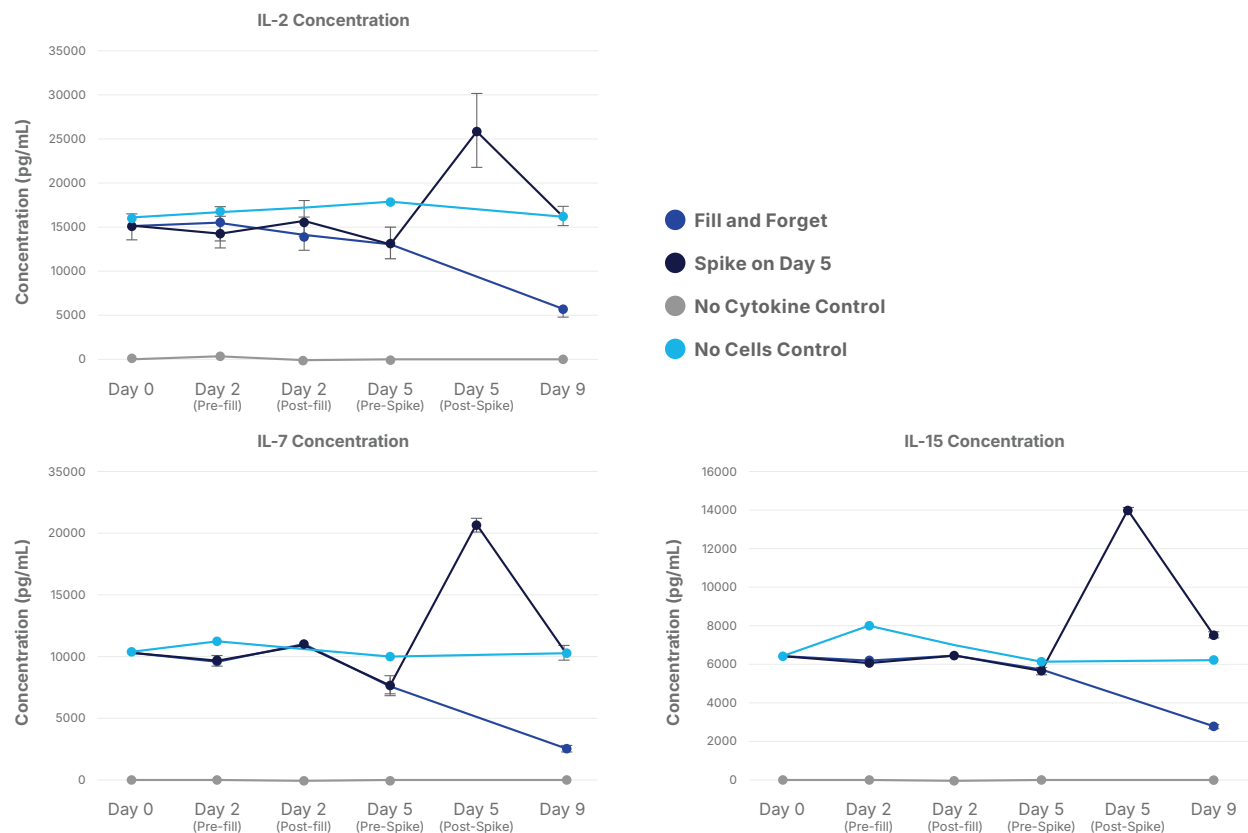 IL-2 Concentration
Concentration (pg/mL)
35000
30000
25000
20000
15000
10000
5000
0
Day 0 Day 2 Day 2 Day 5 Day 5 Day 9
(Pre-fill) (Post-fill) (Pre-Spike) (Post-Spike)
Fill and Forget
Spike on Day 5
No Cytokine Control
No Cells Control
IL-7 Concentration
Concentration (pg/mL)
35000
20000
15000
10000
5000
0
Day 0 Day 2 Day 2 Day 5 Day 5 Day 9
(Pre-fill) (Post-fill) (Pre-Spike) (Post-Spike)
IL-15 Concentration
Concentration (pg/mL)
16000
14000
12000
10000
8000
6000
4000
2000
0
Day 0 Day 2 Day 2 Day 5 Day 5 Day 9
(Pre-fill) (Post-fill) (Pre-Spike) (Post-Spike)